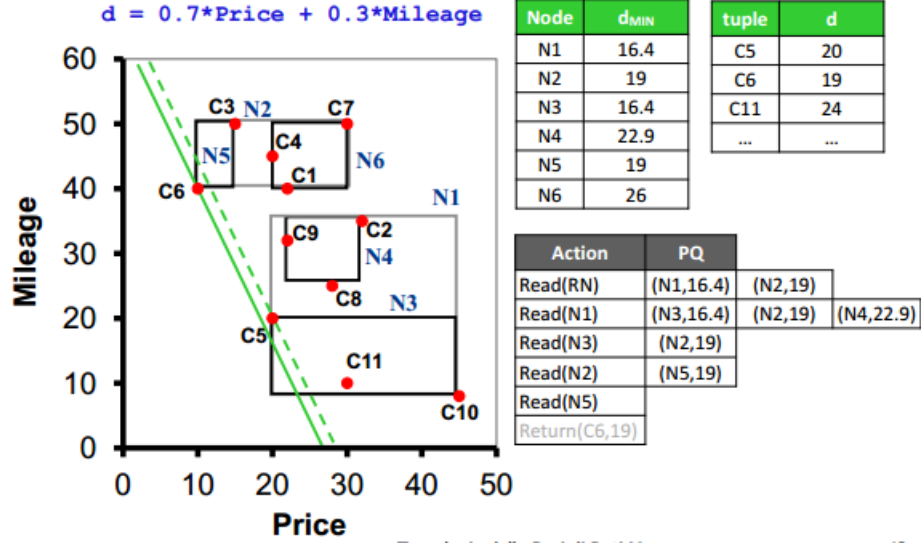 d = 0.7*Price + 0.3*Mileage
Mileage
60
50
40
30
20
10
0
0 10 20 30 40 50
Price
C3
N2
C7
C4
N5
C1
N6
C6
N1
C9
C2
N4
C8
N3
C5
C11
C10
Node dMIN
N1 16.4
N2 19
N3 16.4
N4 22.9
N5 19
N6 26
tuple d
C5 20
C6 19
C11 24
... ...
Action PQ
Read(RN) (N1,16.4) (N2,19)
Read(N1) (N3,16.4) (N2,19) (N4,22.9)
Read(N3) (N2,19)
Read(N2) (N5,19)
Read(N5)
Return(C6,19)